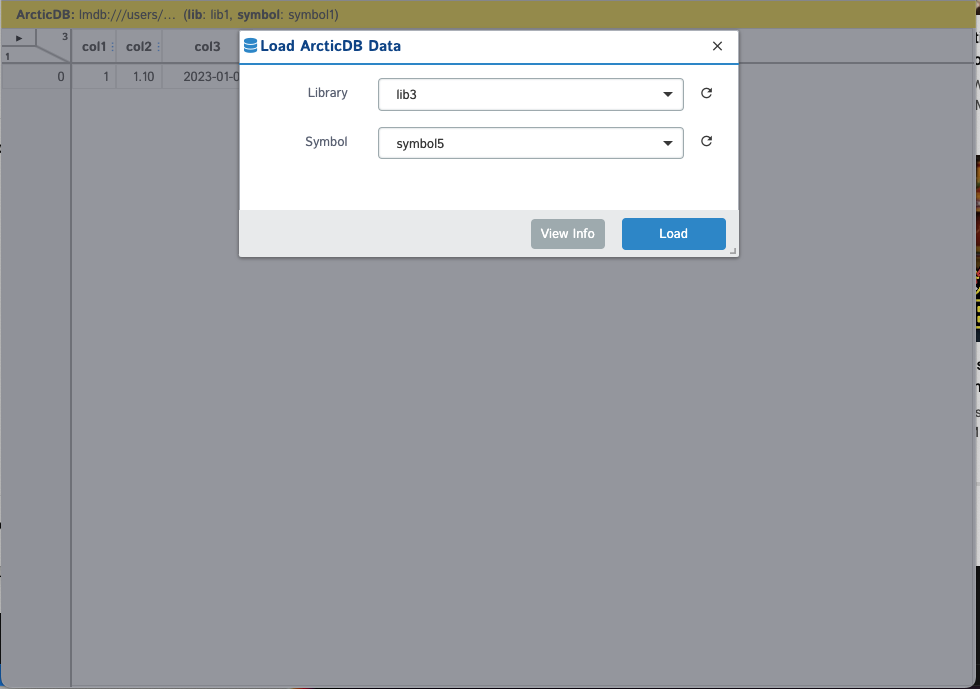 ArcticDB: lmdb:///users/... (lib: lib1, symbol: symbol1)
▶ 3
1
col1 ⋮ col2 ⋮ col3
0 1 1.10 2023-01-0
Load ArcticDB Data ×
Library lib3
Symbol symbol5
View Info Load